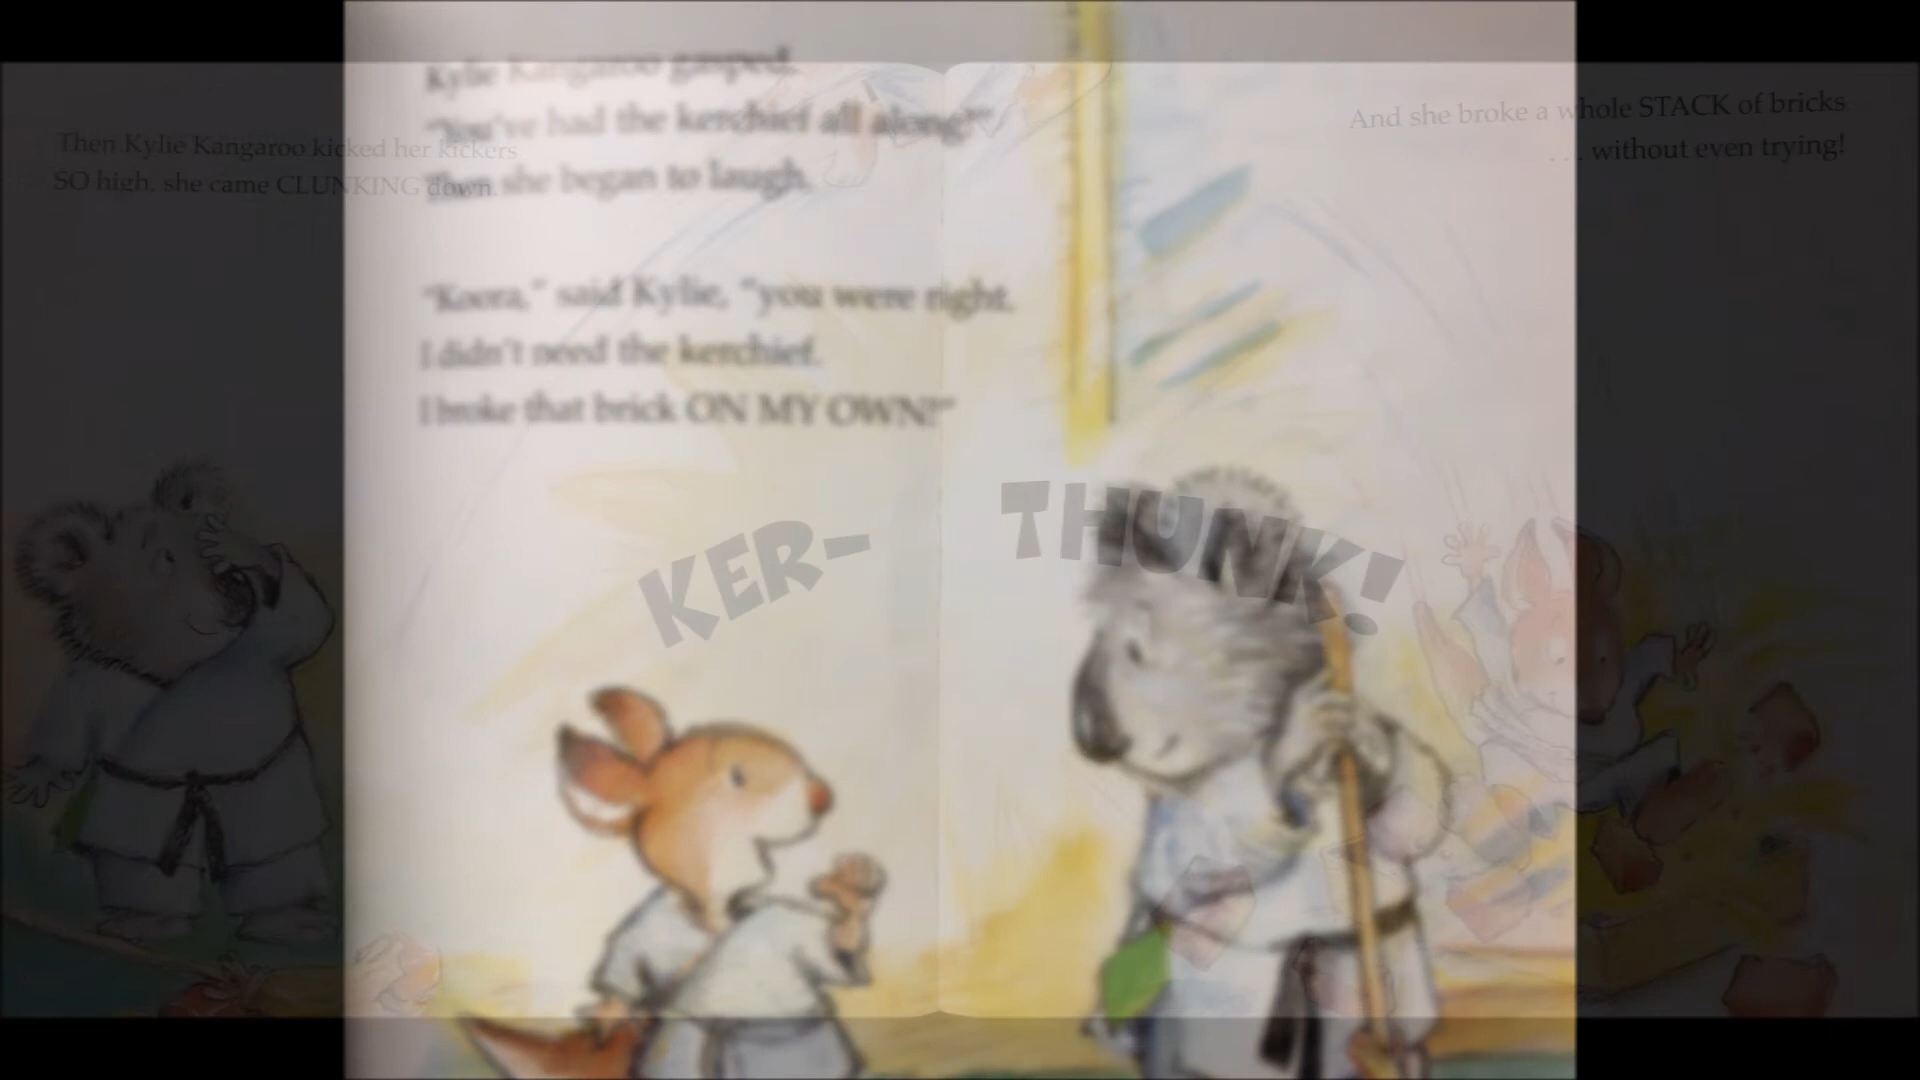 Kylie Kangaroo gasped.
"You've had the kerchief all along!"
Then she began to laugh.
"Koora," said Kylie, "you were right.
I didn't need the kerchief.
I broke that brick ON MY OWN!"
Then Kylie Kangaroo kicked her kickers
SO high, she came CLUNKING down.
KER- THUNK!
And she broke a whole STACK of bricks
. . . without even trying!